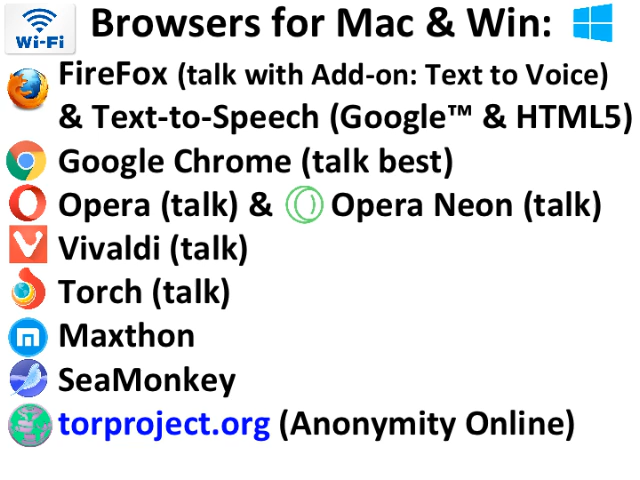 Wi-Fi
Browsers for Mac & Win:
FireFox (talk with Add-on: Text to Voice)
& Text-to-Speech (Google™ & HTML5)
Google Chrome (talk best)
Opera (talk) & Opera Neon (talk)
Vivaldi (talk)
Torch (talk)
Maxthon
SeaMonkey
torproject.org (Anonymity Online)